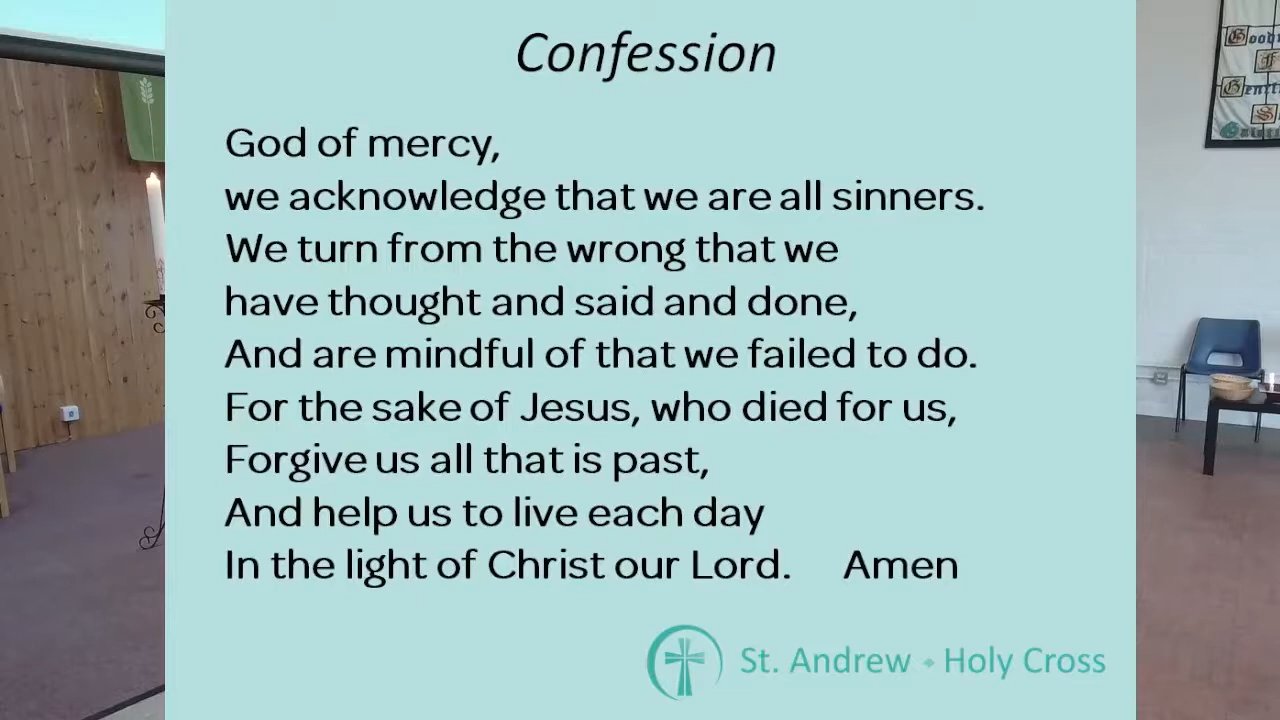 Confession
God of mercy,
we acknowledge that we are all sinners.
We turn from the wrong that we
have thought and said and done,
And are mindful of that we failed to do.
For the sake of Jesus, who died for us,
Forgive us all that is past,
And help us to live each day
In the light of Christ our Lord. Amen
St. Andrew • Holy Cross